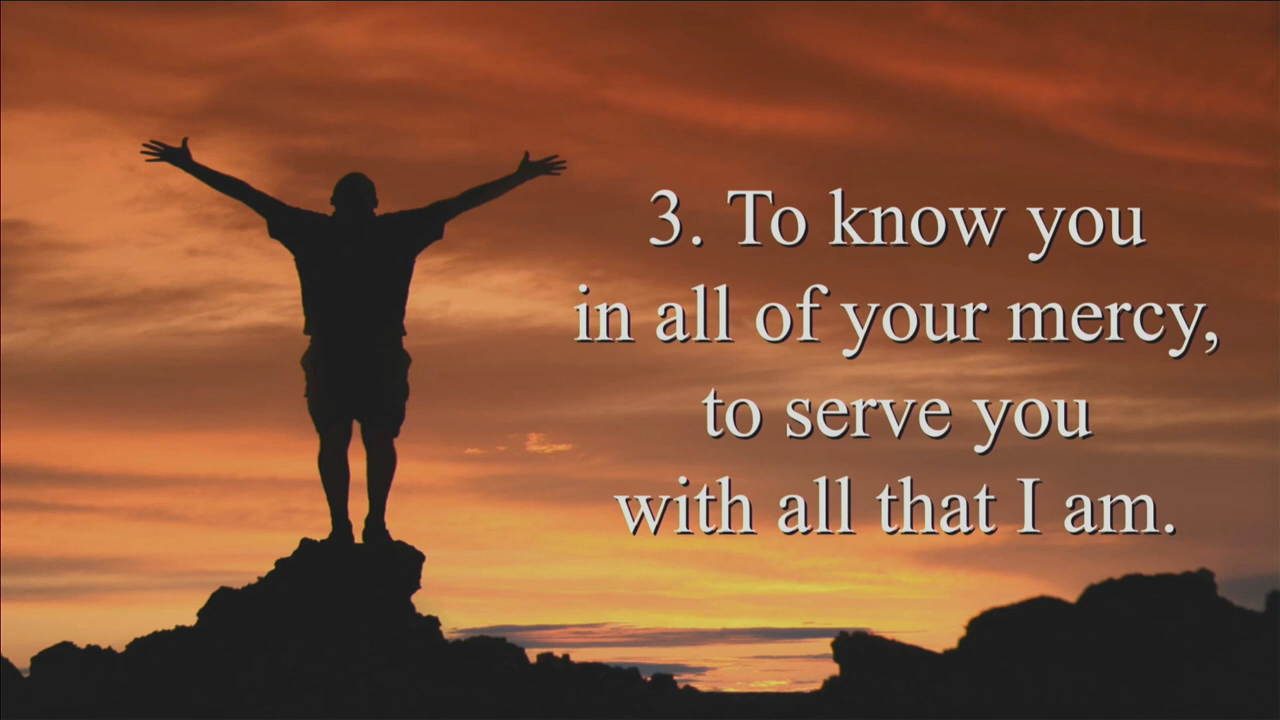 3. To know you
in all of your mercy,
to serve you
with all that I am.